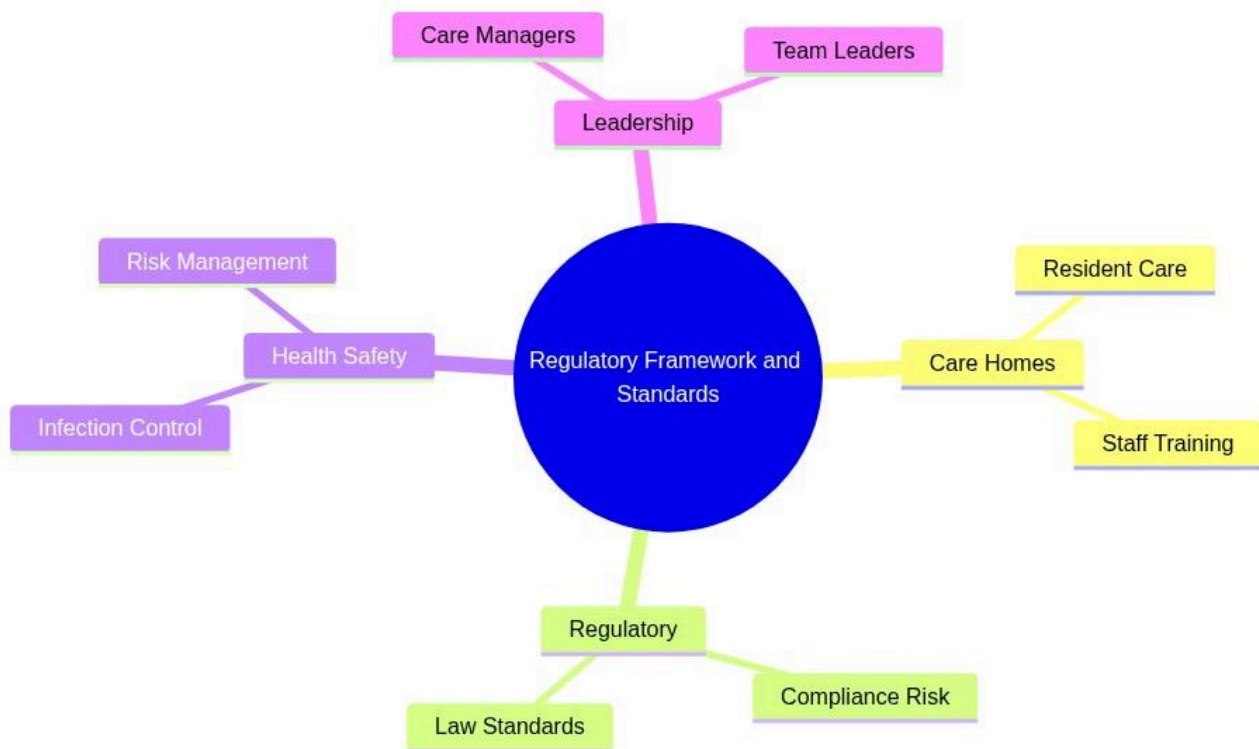 Care Managers
Team Leaders
Leadership
Risk Management
Resident Care
Health Safety
Regulatory Framework and
Standards
Care Homes
Infection Control
Staff Training
Regulatory
Compliance Risk
Law Standards